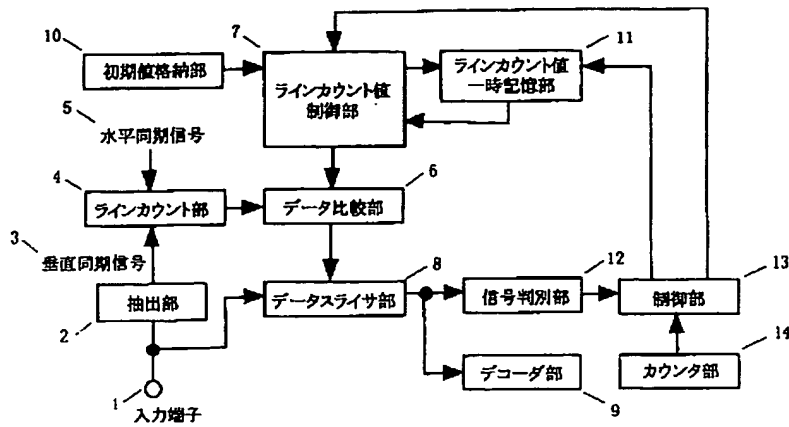 10
7
11
初期値格納部
ラインカウント値
制御部
ラインカウント値
一時記憶部
5
水平同期信号
4
6
ラインカウント部
データ比較部
3
垂直同期信号
8
12
13
抽出部
データスライサ部
信号判別部
制御部
2
14
デコーダ部
カウンタ部
1
9
入力端子